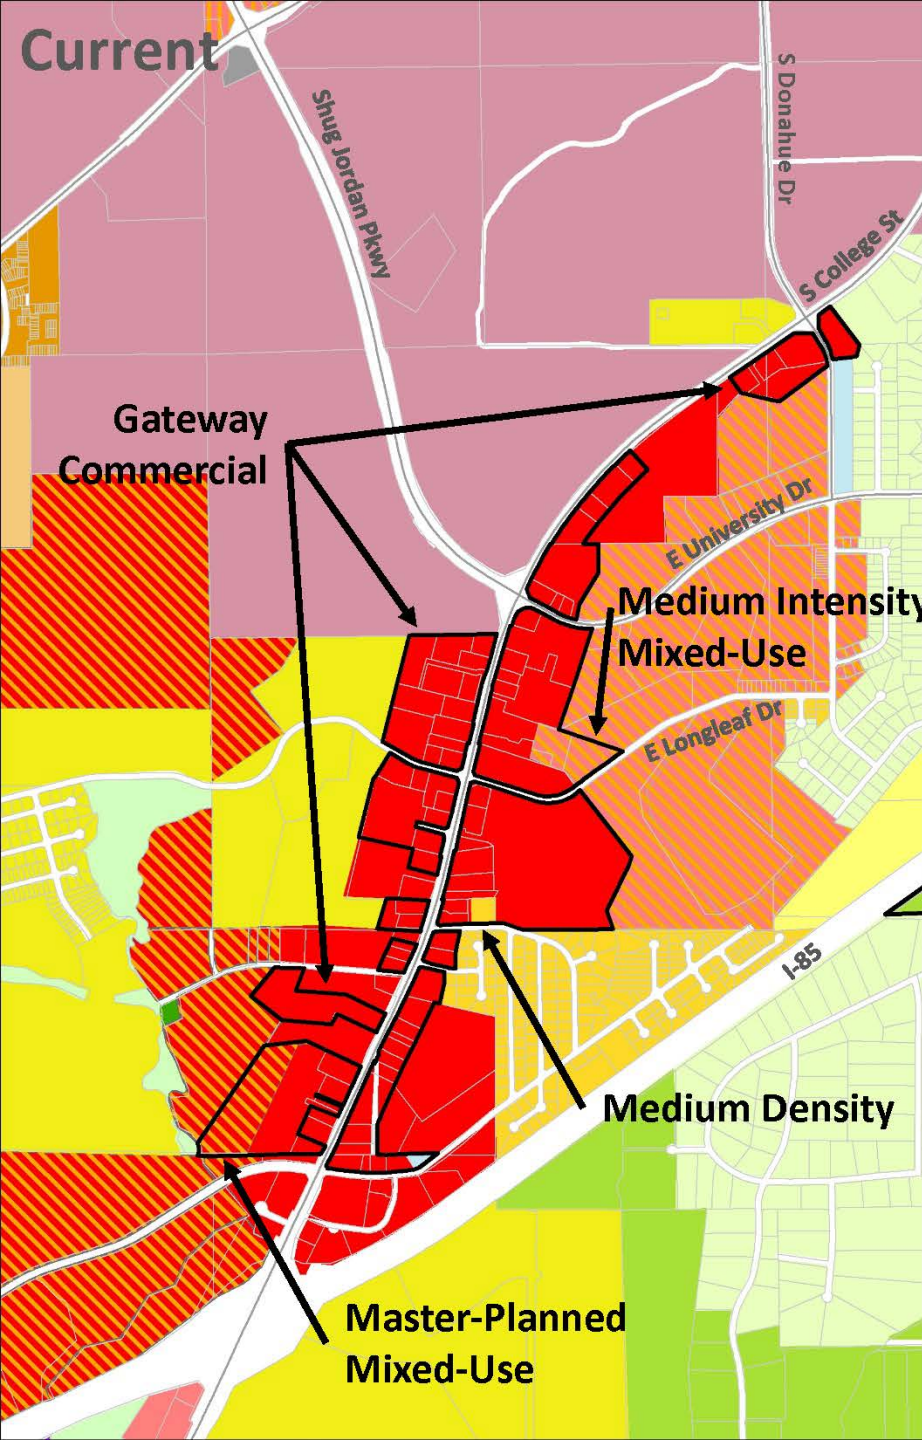 Current
Shug Jordan Pkwy
S Donahue Dr
S College St
Gateway
Commercial
E University Dr
Medium Intensity
Mixed-Use
E Longleaf Dr
I-85
Medium Density
Master-Planned
Mixed-Use